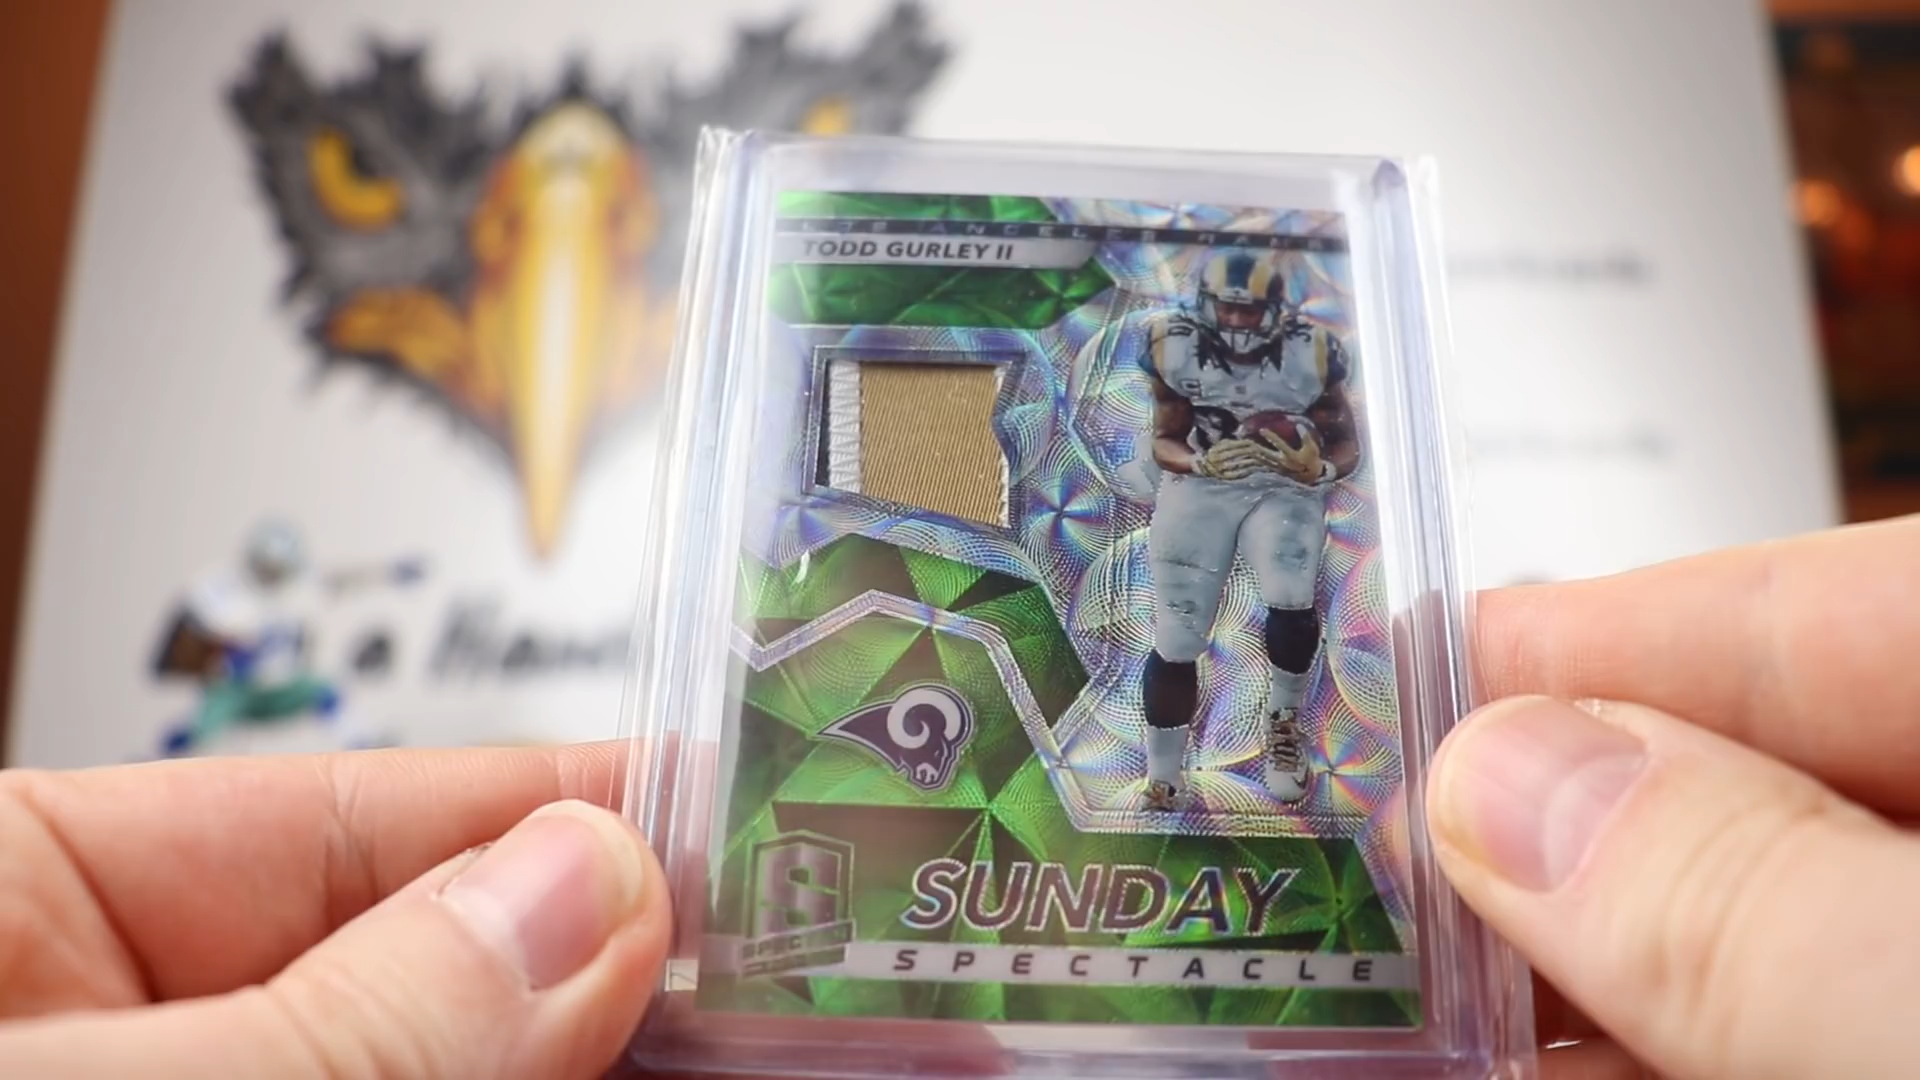 LOS ANGELES RAMS
TODD GURLEY II
SUNDAY
SPECTRA
SPECTACLE